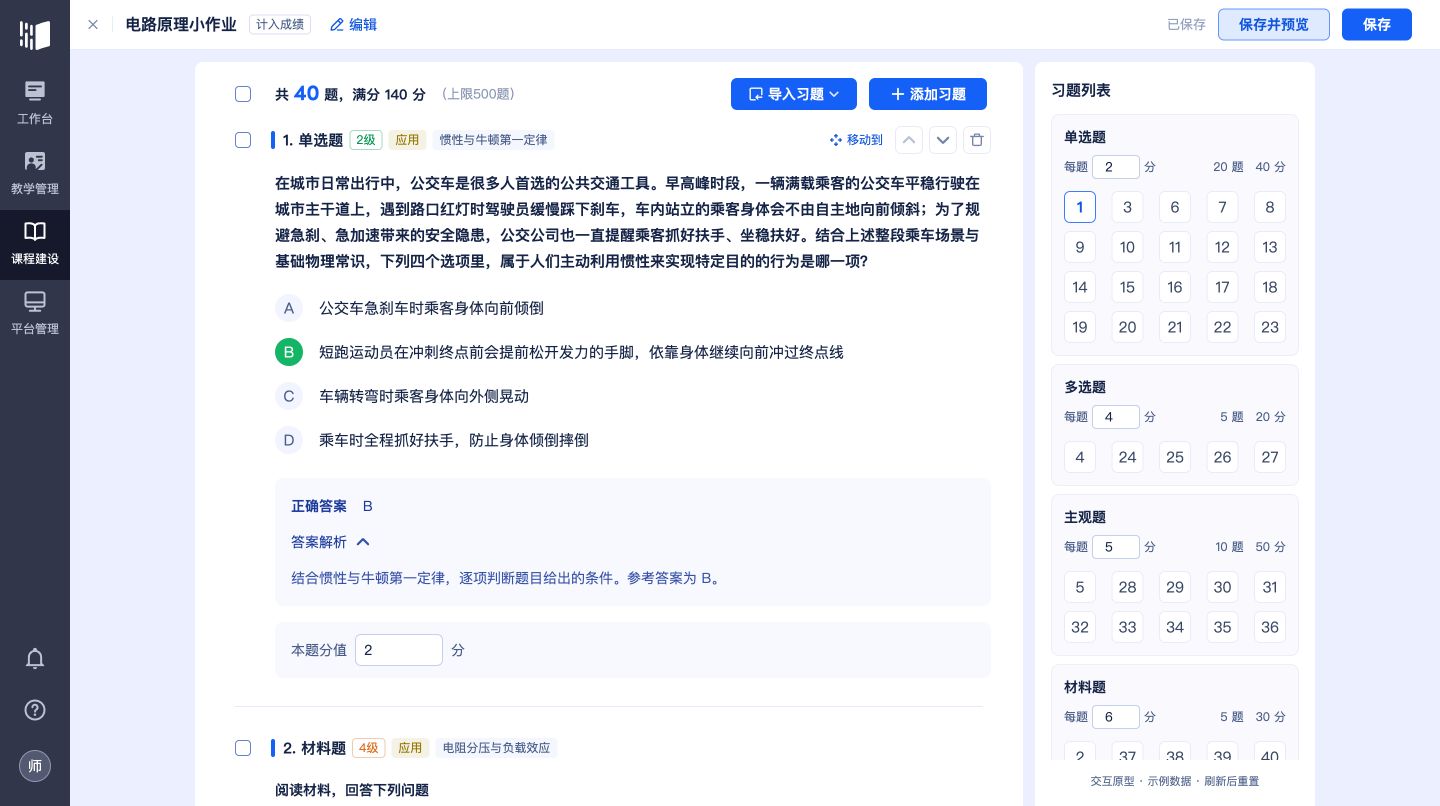 电路原理小作业 计入成绩 编辑 已保存 保存并预览 保存
工作台
教学管理
课程建设
平台管理
师
共 40 题，满分 140 分 （上限500题） 导入习题 添加习题
1. 单选题 2级 应用 惯性与牛顿第一定律 移动到
在城市日常出行中，公交车是很多人首选的公共交通工具。早高峰时段，一辆满载乘客的公交车平稳行驶在
城市主干道上，遇到路口红灯时驾驶员缓慢踩下刹车，车内站立的乘客身体会不由自主地向前倾斜；为了规
避急刹、急加速带来的安全隐患，公交公司也一直提醒乘客抓好扶手、坐稳扶好。结合上述整段乘车场景与
基础物理常识，下列四个选项里，属于人们主动利用惯性来实现特定目的的行为是哪一项？
A 公交车急刹车时乘客身体向前倾倒
B 短跑运动员在冲刺终点前会提前松开发力的手脚，依靠身体继续向前冲过终点线
C 车辆转弯时乘客身体向外侧晃动
D 乘车时全程抓好扶手，防止身体倾倒摔倒
正确答案 B
答案解析
结合惯性与牛顿第一定律，逐项判断题目给出的条件。参考答案为 B。
本题分值 2 分
2. 材料题 4级 应用 电阻分压与负载效应
阅读材料，回答下列问题
习题列表
单选题
每题 2 分 20 题 40 分
1 3 6 7 8
9 10 11 12 13
14 15 16 17 18
19 20 21 22 23
多选题
每题 4 分 5 题 20 分
4 24 25 26 27
主观题
每题 5 分 10 题 50 分
5 28 29 30 31
32 33 34 35 36
材料题
每题 6 分 5 题 30 分
2 37 38 39 40
交互原型 · 示例数据 · 刷新后重置